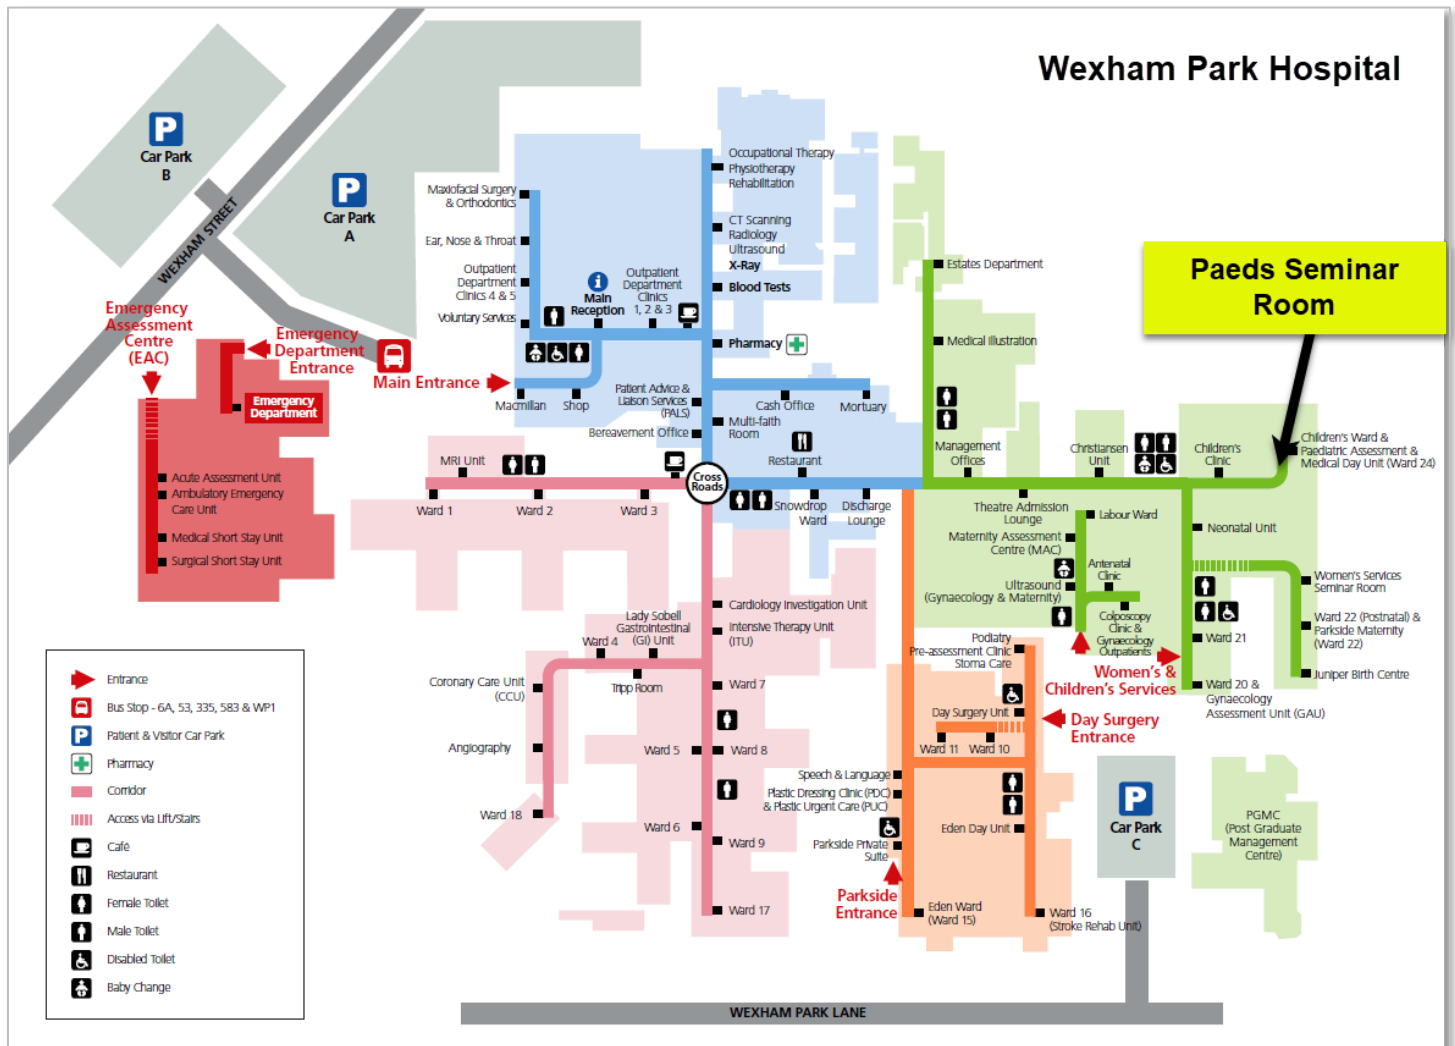 Wexham Park Hospital
P
Car Park
B
P
Car Park
A
WEXHAM STREET
Maxiofacial Surgery
& Orthodontics
Ear, Nose & Throat
Outpatient
Department
Clinics 4 & 5
Voluntary Services
i
Main
Reception
Outpatient
Department
Clinics
1, 2 & 3
Occupational Therapy
Physiotherapy
Rehabilitation
CT Scanning
Radiology
Ultrasound
X-Ray
Blood Tests
Pharmacy
Estates Department
Medical Illustration
Paeds Seminar
Room
Emergency
Assessment
Centre
(EAC)
Emergency
Department
Entrance
Emergency
Department
Main Entrance
Macmillan
Shop
Patient Advice &
Liaison Services
(PALS)
Bereavement Office
Multi-faith
Room
Cash Office
Mortuary
Restaurant
Management
Offices
Christiansen
Unit
Children's
Clinic
Children's Ward &
Paediatric Assessment &
Medical Day Unit (Ward 24)
Acute Assessment Unit
Ambulatory Emergency
Care Unit
Medical Short Stay Unit
Surgical Short Stay Unit
MRI Unit
Cross
Roads
Ward 1
Ward 2
Ward 3
Snowdrop
Ward
Discharge
Lounge
Theatre Admission
Lounge
Labour Ward
Maternity Assessment
Centre (MAC)
Antenatal
Clinic
Ultrasound
(Gynaecology & Maternity)
Colposcopy
Clinic &
Gynaecology
Outpatients
Neonatal Unit
Women's Services
Seminar Room
Ward 21
Ward 22 (Postnatal) &
Parkside Maternity
(Ward 22)
Juniper Birth Centre
Ward 20 &
Gynaecology
Assessment Unit (GAU)
Women's &
Children's Services
Cardiology Investigation Unit
Intensive Therapy Unit
(ITU)
Lady Sobell
Gastrointestinal
(GI) Unit
Ward 4
Tripp Room
Coronary Care Unit
(CCU)
Angiography
Ward 18
Ward 7
Ward 5
Ward 8
Ward 6
Ward 9
Ward 17
Podiatry
Pre-assessment Clinic
Stoma Care
Day Surgery Unit
Day Surgery
Entrance
Ward 11
Ward 10
Speech & Language
Plastic Dressing Clinic (PDC)
& Plastic Urgent Care (PUC)
Eden Day Unit
Parkside Private
Suite
Parkside
Entrance
Eden Ward
(Ward 15)
Ward 16
(Stroke Rehab Unit)
P
Car Park
C
PGMC
(Post Graduate
Management
Centre)
Entrance
Bus Stop - 6A, 53, 335, 583 & WP1
P
Patient & Visitor Car Park
Pharmacy
Corridor
Access via Lift/Stairs
Café
Restaurant
Female Toilet
Male Toilet
Disabled Toilet
Baby Change
WEXHAM PARK LANE